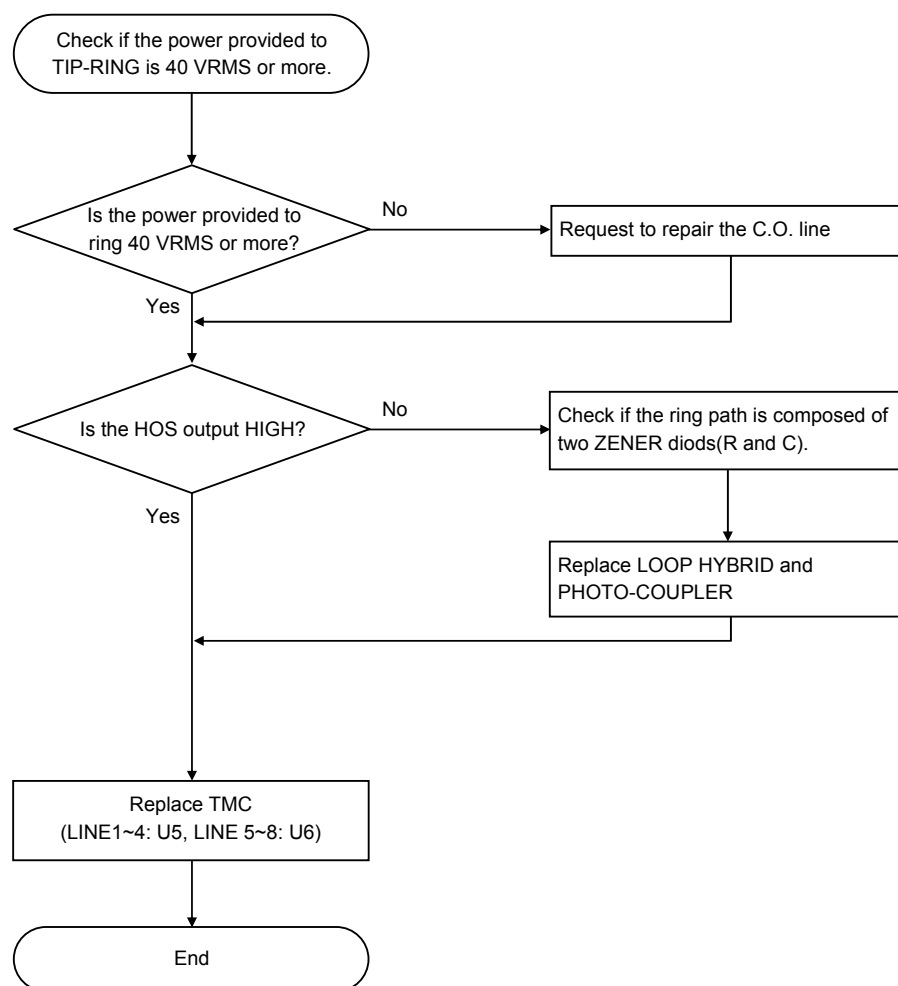 Check if the power provided to
TIP-RING is 40 VRMS or more.
Is the power provided to
ring 40 VRMS or more?
No
Request to repair the C.O. line
Yes
Is the HOS output HIGH?
No
Check if the ring path is composed of
two ZENER diods(R and C).
Yes
Replace LOOP HYBRID and
PHOTO-COUPLER
Replace TMC
(LINE1~4: U5, LINE 5~8: U6)
End